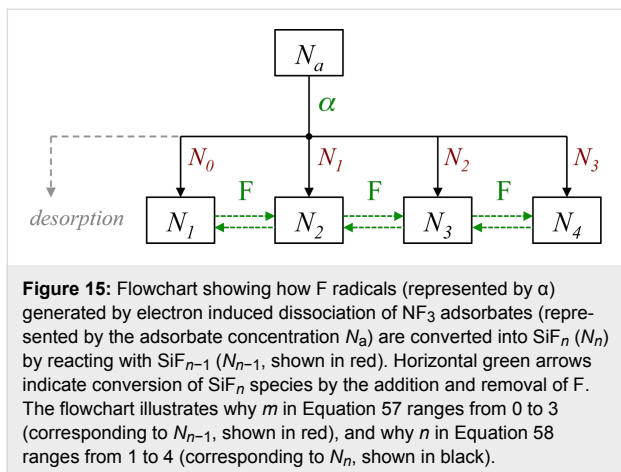 Nₐ
α
N₀ N₁ N₂ N₃
F F F
desorption N₁ N₂ N₃ N₄
Figure 15: Flowchart showing how F radicals (represented by α)
generated by electron induced dissociation of NF₃ adsorbates (repre-
sented by the adsorbate concentration Nₐ) are converted into SiFₙ (Nₙ)
by reacting with SiFₙ₋₁ (Nₙ₋₁, shown in red). Horizontal green arrows
indicate conversion of SiFₙ species by the addition and removal of F.
The flowchart illustrates why m in Equation 57 ranges from 0 to 3
(corresponding to Nₙ₋₁, shown in red), and why n in Equation 58
ranges from 1 to 4 (corresponding to Nₙ, shown in black).